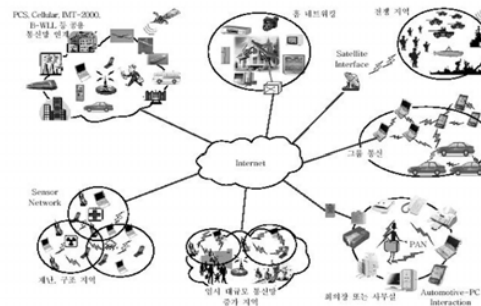 PCS, Cellular, IMT-2000,
B-WLL 등 공용
통신망 연계
홈 네트워킹
전쟁 지역
Satellite
Interface
그룹 통신
Internet
Sensor
Network
재난, 구조 지역
임시 대규모 통신망
증가 지역
PAN
회의장 또는 사무실
Automotive-PC
Interaction